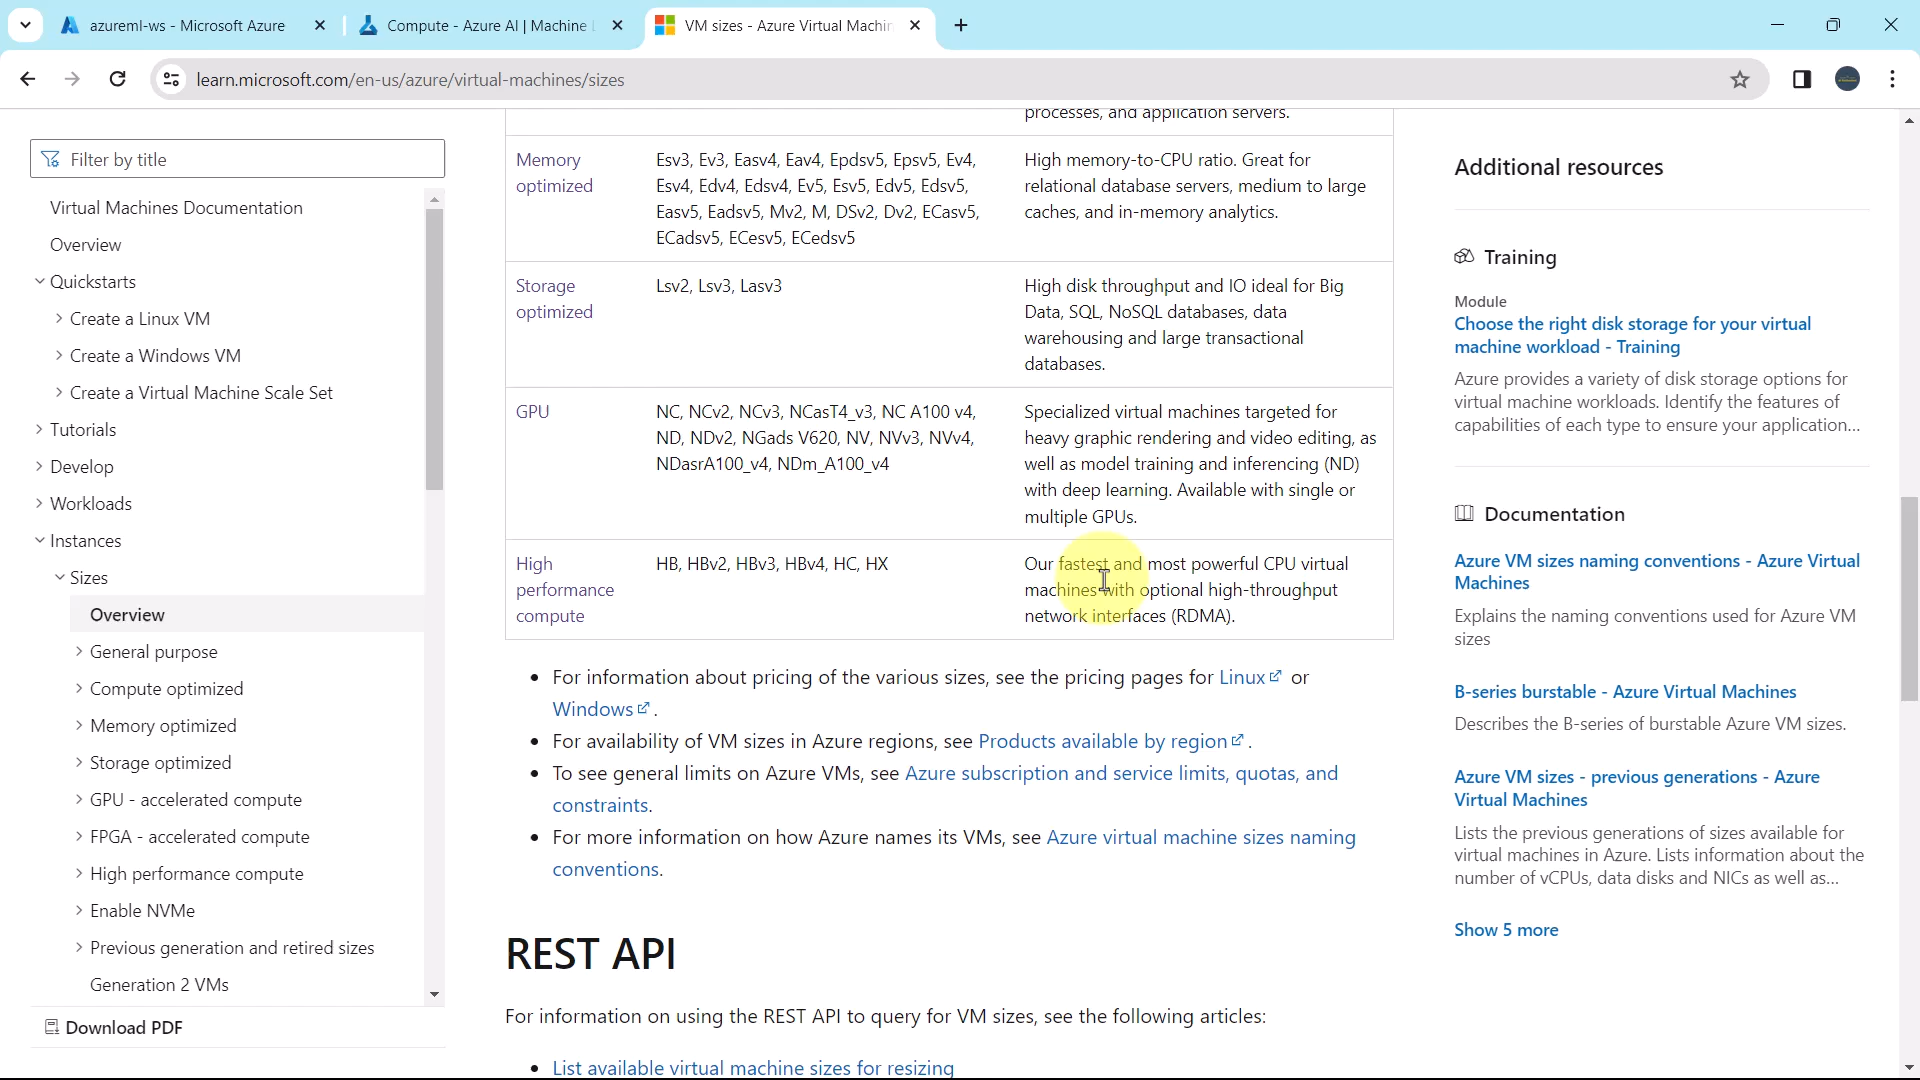 azureml-ws - Microsoft Azure
Compute - Azure AI | Machine
VM sizes - Azure Virtual Machin
learn.microsoft.com/en-us/azure/virtual-machines/sizes
Filter by title
Virtual Machines Documentation
Overview
Quickstarts
Create a Linux VM
Create a Windows VM
Create a Virtual Machine Scale Set
Tutorials
Develop
Workloads
Instances
Sizes
Overview
General purpose
Compute optimized
Memory optimized
Storage optimized
GPU - accelerated compute
FPGA - accelerated compute
High performance compute
Enable NVMe
Previous generation and retired sizes
Generation 2 VMs
Download PDF
processes, and application servers.
Memory
optimized
Esv3, Ev3, Easv4, Eav4, Epdsv5, Epsv5, Ev4,
Esv4, Edv4, Edsv4, Ev5, Esv5, Edv5, Edsv5,
Easv5, Eadsv5, Mv2, M, DSv2, Dv2, ECasv5,
ECadsv5, ECesv5, ECedsv5
High memory-to-CPU ratio. Great for
relational database servers, medium to large
caches, and in-memory analytics.
Storage
optimized
Lsv2, Lsv3, Lasv3
High disk throughput and IO ideal for Big
Data, SQL, NoSQL databases, data
warehousing and large transactional
databases.
GPU
NC, NCv2, NCv3, NCasT4_v3, NC A100 v4,
ND, NDv2, NGads V620, NV, NVv3, NVv4,
NDasrA100_v4, NDm_A100_v4
Specialized virtual machines targeted for
heavy graphic rendering and video editing, as
well as model training and inferencing (ND)
with deep learning. Available with single or
multiple GPUs.
High
performance
compute
HB, HBv2, HBv3, HBv4, HC, HX
Our fastest and most powerful CPU virtual
machines with optional high-throughput
network interfaces (RDMA).
• For information about pricing of the various sizes, see the pricing pages for Linux or
Windows .
• For availability of VM sizes in Azure regions, see Products available by region .
• To see general limits on Azure VMs, see Azure subscription and service limits, quotas, and
constraints.
• For more information on how Azure names its VMs, see Azure virtual machine sizes naming
conventions.
REST API
For information on using the REST API to query for VM sizes, see the following articles:
• List available virtual machine sizes for resizing
Additional resources
Training
Module
Choose the right disk storage for your virtual
machine workload - Training
Azure provides a variety of disk storage options for
virtual machine workloads. Identify the features of
capabilities of each type to ensure your application...
Documentation
Azure VM sizes naming conventions - Azure Virtual
Machines
Explains the naming conventions used for Azure VM
sizes
B-series burstable - Azure Virtual Machines
Describes the B-series of burstable Azure VM sizes.
Azure VM sizes - previous generations - Azure
Virtual Machines
Lists the previous generations of sizes available for
virtual machines in Azure. Lists information about the
number of vCPUs, data disks and NICs as well as...
Show 5 more